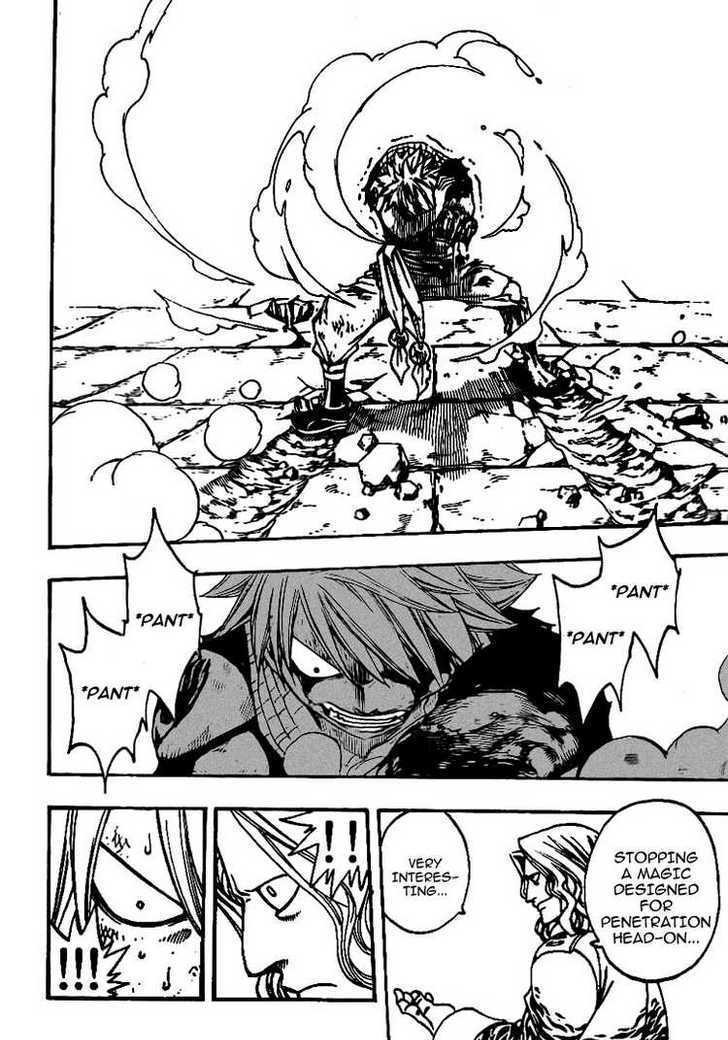 *PANT*
*PANT*
*PANT*
*PANT*
STOPPING
A MAGIC
DESIGNED
FOR
PENETRATION
HEAD-ON...
VERY
INTERES-
TING...
!!
!!!